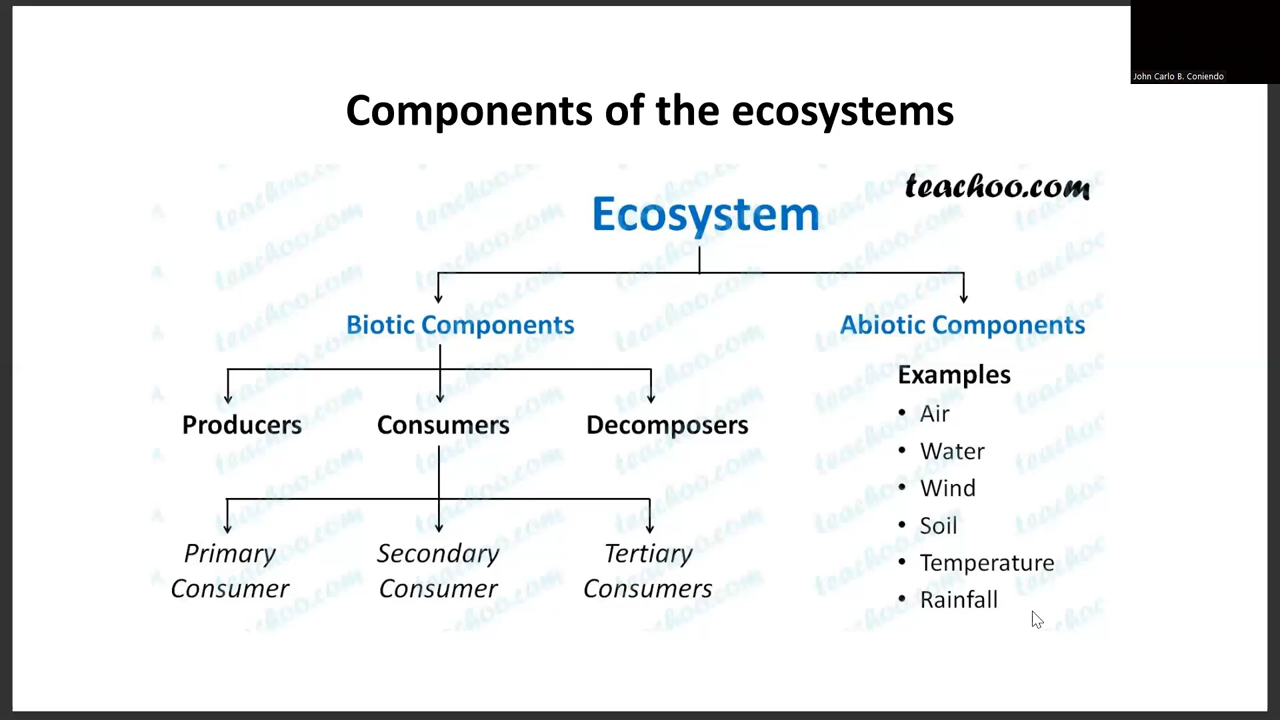 John Carlo B. Coniendo
Components of the ecosystems
teachoo.com
Ecosystem
Biotic Components
Abiotic Components
Producers
Consumers
Decomposers
Primary
Consumer
Secondary
Consumer
Tertiary
Consumers
Examples
• Air
• Water
• Wind
• Soil
• Temperature
• Rainfall